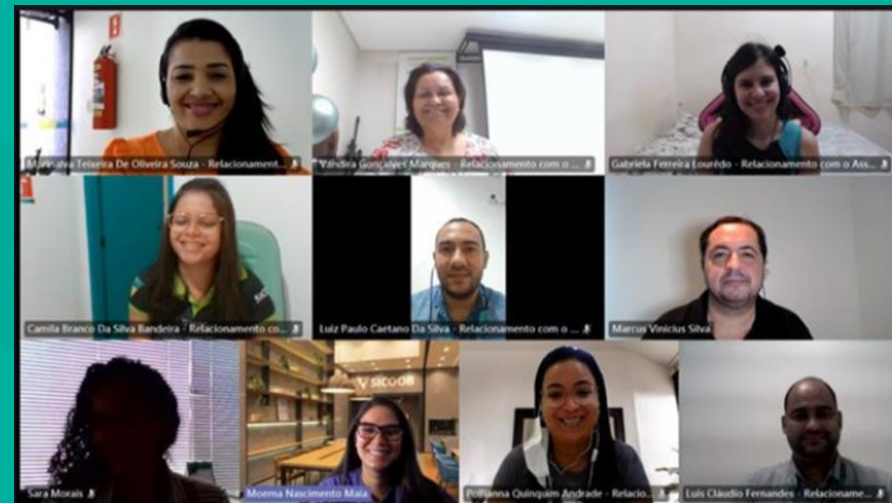 Marinalva Teixeira De Oliveira Souza - Relacionament...
Vandira Gonçalves Marques - Relacionamento com o ...
Gabriela Ferreira Lourêdo - Relacionamento com o Ass...
Camila Branco Da Silva Bandeira - Relacionamento co...
SIC
Luiz Paulo Caetano Da Silva - Relacionamento com o ...
Marcus Vinicius Silva
SICOOB
Sara Morais
Moema Nascimento Maia
Pollianna Quinquim Andrade - Relacio...
Luis Cláudio Fernandes - Relacioname...